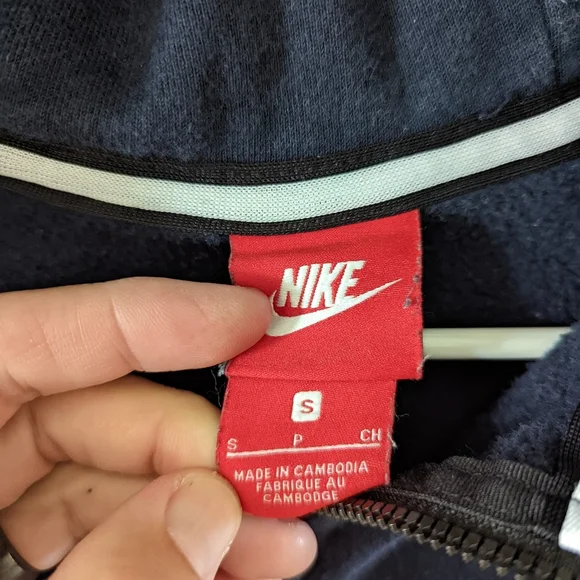 NIKE
S
S P CH
MADE IN CAMBODIA
FABRIQUE AU
CAMBODGE